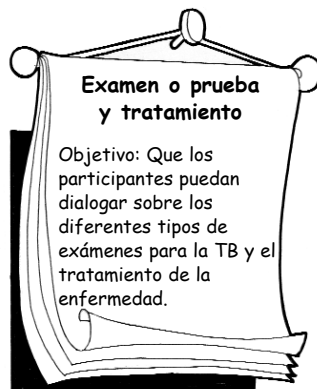 Examen o prueba
y tratamiento
Objetivo: Que los
participantes puedan
dialogar sobre los
diferentes tipos de
exámenes para la TB y el
tratamiento de la
enfermedad.